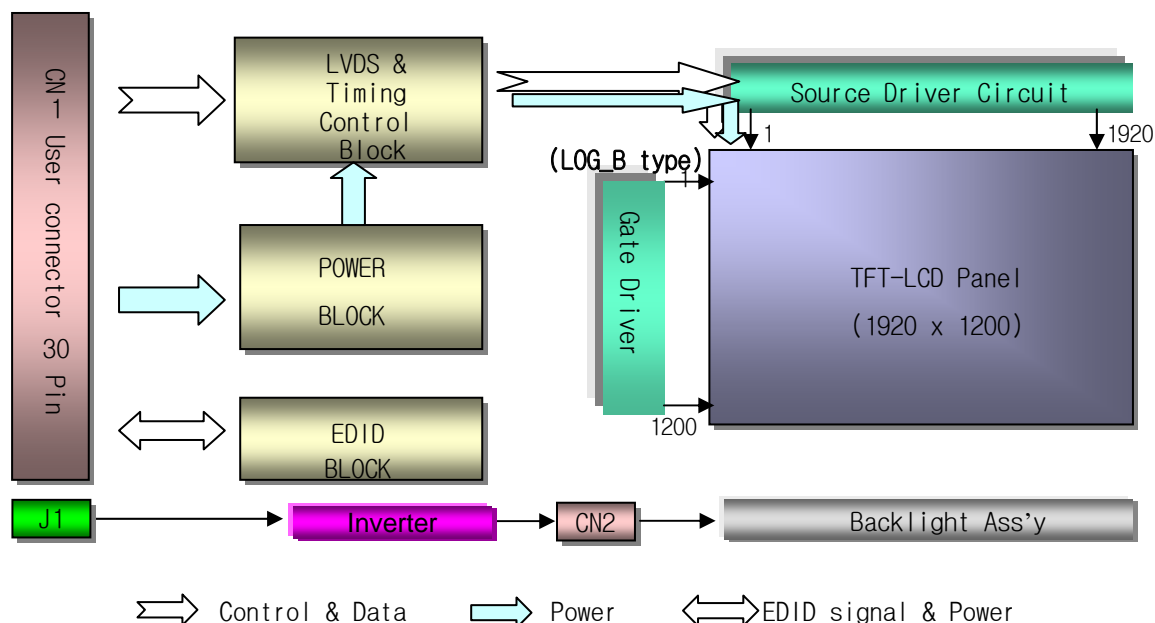 CN-1 User connector 30 Pin
LVDS &
Timing
Control
Block
Source Driver Circuit
1
1920
(LOG_B type)
1
Gate Driver
1200
TFT-LCD Panel
(1920 x 1200)
POWER
BLOCK
EDID
BLOCK
J1
Inverter
CN2
Backlight Ass'y
Control & Data
Power
EDID signal & Power